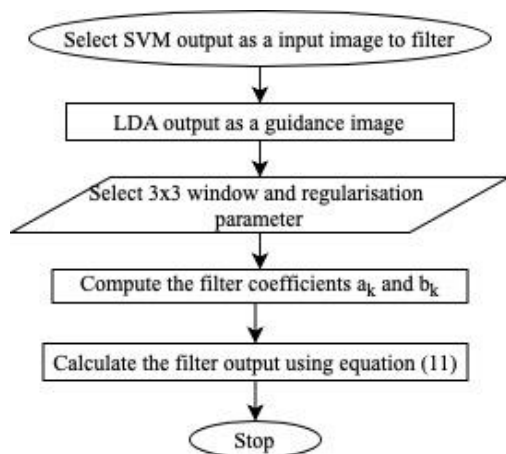 Select SVM output as a input image to filter
LDA output as a guidance image
Select 3x3 window and regularisation
parameter
Compute the filter coefficients aₖ and bₖ
Calculate the filter output using equation (11)
Stop